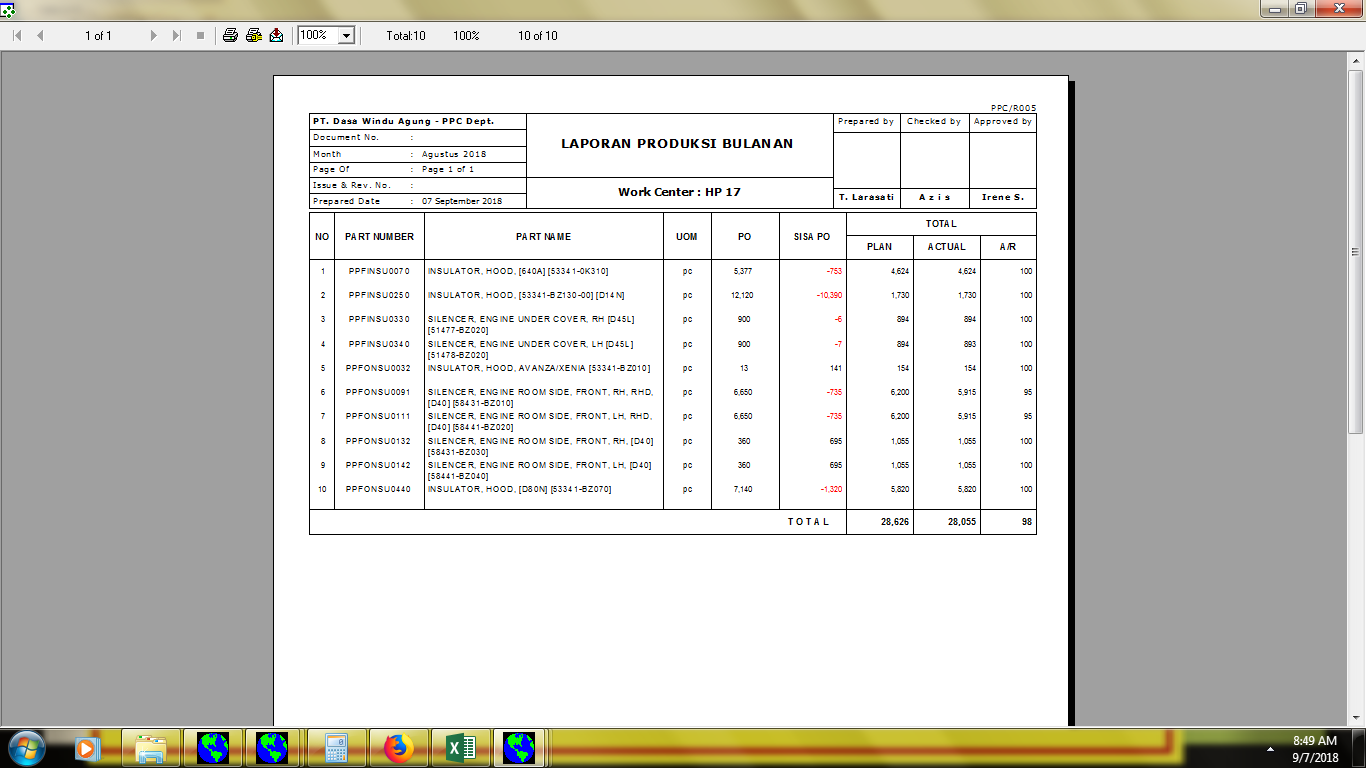 1 of 1 100% Total:10 100% 10 of 10
PPC/R005
PT. Dasa Windu Agung - PPC Dept.
Document No. :
Month : Agustus 2018
Page Of : Page 1 of 1
Issue & Rev. No. :
Prepared Date : 07 September 2018
LAPORAN PRODUKSI BULANAN
Work Center : HP 17
Prepared by Checked by Approved by
T. Larasati A z i s Irene S.
NO PART NUMBER PART NAME UOM PO SISA PO TOTAL
PLAN ACTUAL A/R
1 PPFINSU0070 INSULATOR, HOOD, [640A] [53341-0K310] pc 5,377 -753 4,624 4,624 100
2 PPFINSU0250 INSULATOR, HOOD, [53341-BZ130-00] [D14N] pc 12,120 -10,390 1,730 1,730 100
3 PPFINSU0330 SILENCER, ENGINE UNDER COVER, RH [D45L] pc 900 -6 894 894 100
[51477-BZ020]
4 PPFINSU0340 SILENCER, ENGINE UNDER COVER, LH [D45L] pc 900 -7 894 893 100
[51478-BZ020]
5 PPFONSU0032 INSULATOR, HOOD, AVANZA/XENIA [53341-BZ010] pc 13 141 154 154 100
6 PPFONSU0091 SILENCER, ENGINE ROOM SIDE, FRONT, RH, RHD, pc 6,650 -735 6,200 5,915 95
[D40] [58431-BZ010]
7 PPFONSU0111 SILENCER, ENGINE ROOM SIDE, FRONT, LH, RHD, pc 6,650 -735 6,200 5,915 95
[D40] [58441-BZ020]
8 PPFONSU0132 SILENCER, ENGINE ROOM SIDE, FRONT, RH, [D40] pc 360 695 1,055 1,055 100
[58431-BZ030]
9 PPFONSU0142 SILENCER, ENGINE ROOM SIDE, FRONT, LH, [D40] pc 360 695 1,055 1,055 100
[58441-BZ040]
10 PPFONSU0440 INSULATOR, HOOD, [D80N] [53341-BZ070] pc 7,140 -1,320 5,820 5,820 100
T O T A L 28,626 28,055 98
8:49 AM
9/7/2018